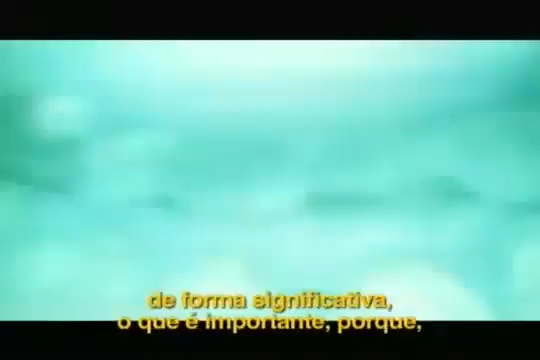 de forma significativa,
o que é importante, porque,